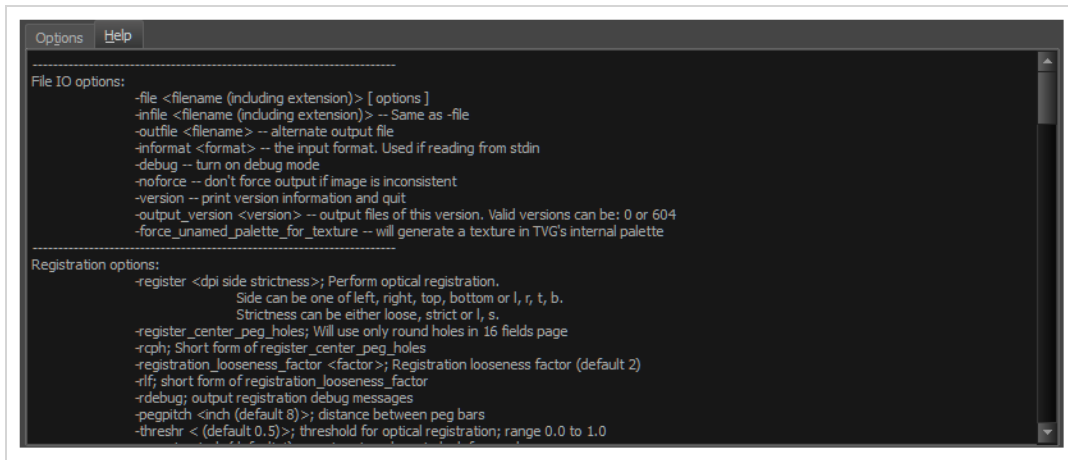 Options Help
--------------------------------------------------------------------------
File IO options:
-file <filename (including extension)> [ options ]
-infile <filename (including extension)> -- Same as -file
-outfile <filename> -- alternate output file
-informat <format> -- the input format. Used if reading from stdin
-debug -- turn on debug mode
-noforce -- don't force output if image is inconsistent
-version -- print version information and quit
-output_version <version> -- output files of this version. Valid versions can be: 0 or 604
-force_unamed_palette_for_texture -- will generate a texture in TVG's internal palette
--------------------------------------------------------------------------
Registration options:
-register <dpi side strictness>; Perform optical registration.
Side can be one of left, right, top, bottom or l, r, t, b.
Strictness can be either loose, strict or l, s.
-register_center_peg_holes; Will use only round holes in 16 fields page
-rcph; Short form of register_center_peg_holes
-registration_looseness_factor <factor>; Registration looseness factor (default 2)
-rlf; short form of registration_looseness_factor
-rdebug; output registration debug messages
-pegpitch <inch (default 8)>; distance between peg bars
-threshr < (default 0.5)>; threshold for optical registration; range 0.0 to 1.0